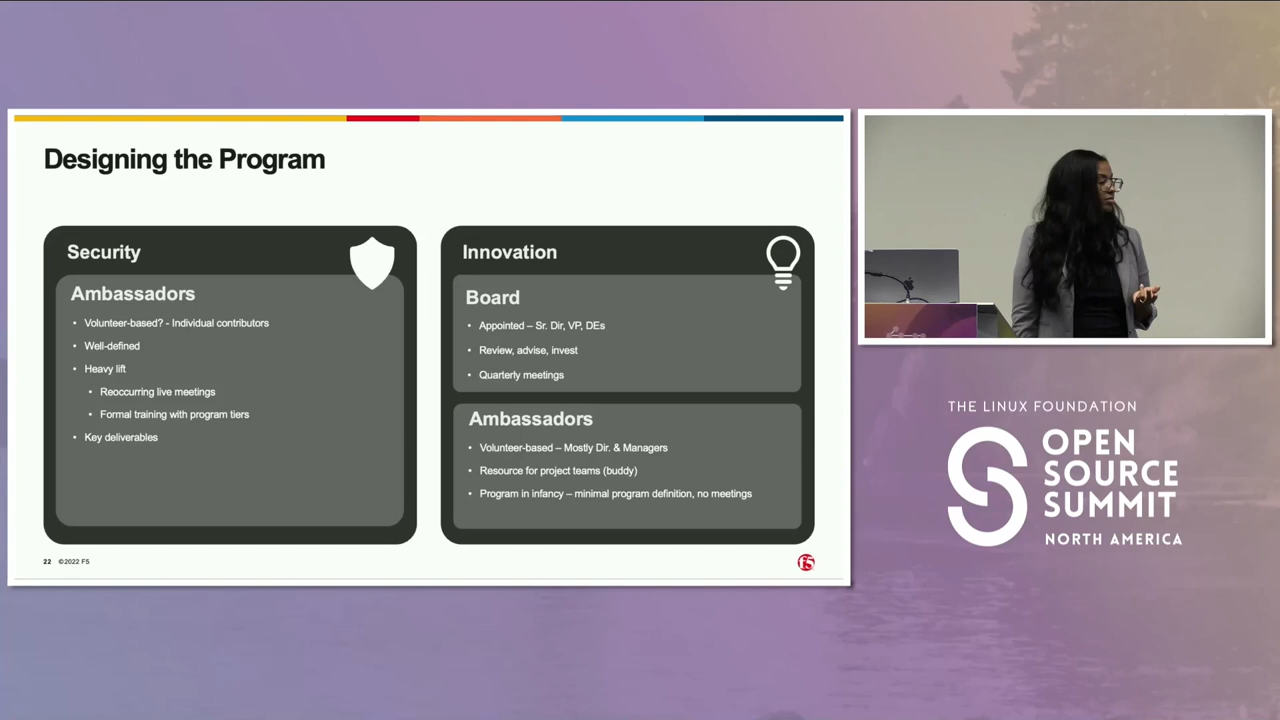 Designing the Program
Security
Ambassadors
• Volunteer-based? - Individual contributors
• Well-defined
• Heavy lift
• Reoccurring live meetings
• Formal training with program tiers
• Key deliverables
Innovation
Board
• Appointed – Sr. Dir, VP, DEs
• Review, advise, invest
• Quarterly meetings
Ambassadors
• Volunteer-based – Mostly Dir. & Managers
• Resource for project teams (buddy)
• Program in infancy – minimal program definition, no meetings
22 ©2022 F5
f5
THE LINUX FOUNDATION
OPEN
SOURCE
SUMMIT
NORTH AMERICA